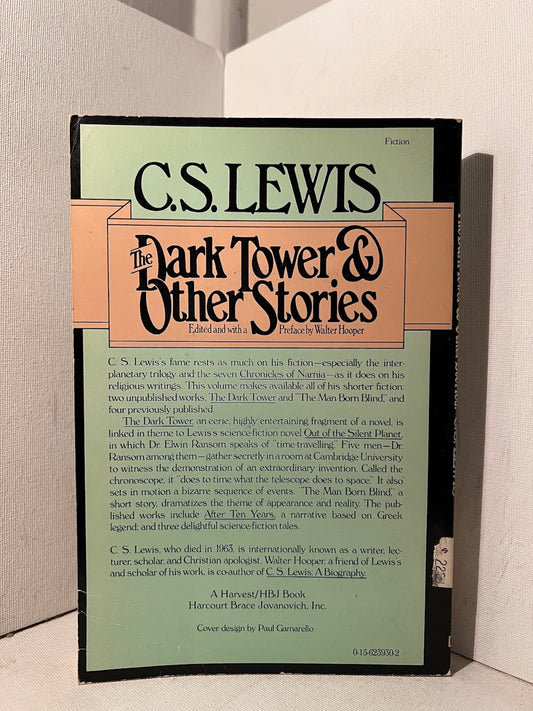 Fiction
C.S. LEWIS
The Dark Tower &
Other Stories
Edited and with a Preface by Walter Hooper
C. S. Lewis's fame rests as much on his fiction—especially the inter-
planetary trilogy and the seven Chronicles of Narnia—as it does on his
religious writings. This volume makes available all of his shorter fiction:
two unpublished works, The Dark Tower and "The Man Born Blind," and
four previously published.
The Dark Tower, an eerie, highly entertaining fragment of a novel, is
linked in theme to Lewis's science-fiction novel Out of the Silent Planet,
in which Dr. Elwin Ransom speaks of "time-travelling." Five men—Dr.
Ransom among them—gather secretly in a room at Cambridge University
to witness the demonstration of an extraordinary invention. Called the
chronoscope, it "does to time what the telescope does to space." It also
sets in motion a bizarre sequence of events. "The Man Born Blind," a
short story, dramatizes the theme of appearance and reality. The pub-
lished works include After Ten Years, a narrative based on Greek
legend; and three delightful science-fiction tales.
C. S. Lewis, who died in 1963, is internationally known as a writer, lec-
turer, scholar, and Christian apologist. Walter Hooper, a friend of Lewis's
and scholar of his work, is co-author of C. S. Lewis: A Biography.
A Harvest/HBJ Book
Harcourt Brace Jovanovich, Inc.
Cover design by Paul Gamarello
0-15-623930-2